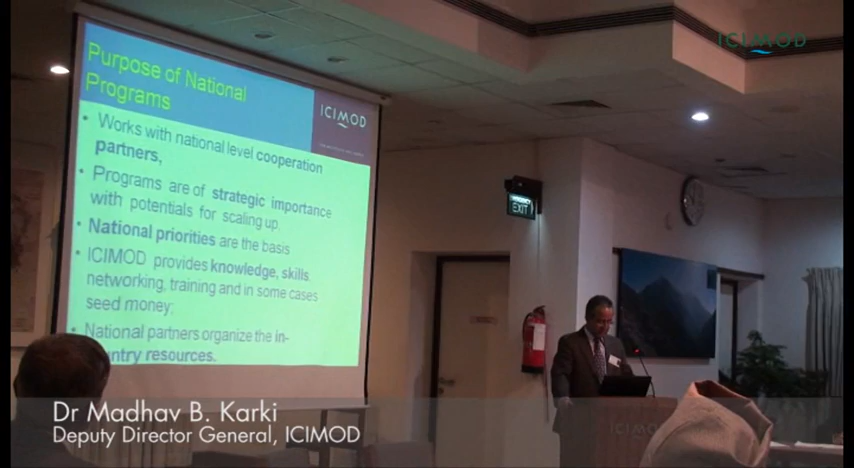 ICIMOD
Purpose of National
Programs
ICIMOD
• Works with national level cooperation
partners,
• Programs are of strategic importance
with potentials for scaling up.
• National priorities are the basis
• ICIMOD provides knowledge, skills,
networking, training and in some cases
seed money;
• National partners organize the in-
untry resources.
EXIT
ICIMOD
Dr Madhav B. Karki
Deputy Director General, ICIMOD